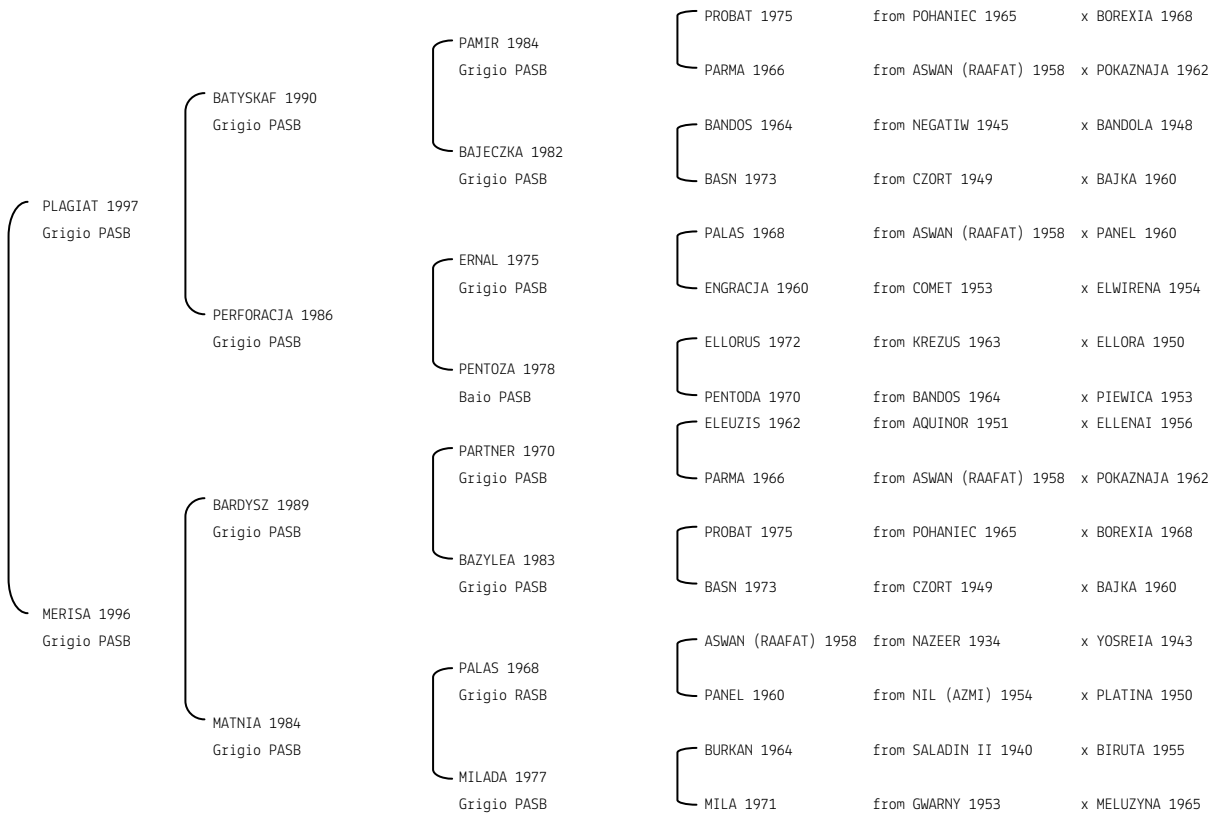 PROBAT 1975 from POHANIEC 1965 x BOREXIA 1968
PAMIR 1984
Grigio PASB
PARMA 1966 from ASWAN (RAAFAT) 1958 x POKAZNAJA 1962
BATYSKAF 1990
Grigio PASB
BANDOS 1964 from NEGATIW 1945 x BANDOLA 1948
BAJECZKA 1982
Grigio PASB
BASN 1973 from CZORT 1949 x BAJKA 1960
PLAGIAT 1997
Grigio PASB
PALAS 1968 from ASWAN (RAAFAT) 1958 x PANEL 1960
ERNAL 1975
Grigio PASB
ENGRACJA 1960 from COMET 1953 x ELWIRENA 1954
PERFORACJA 1986
Grigio PASB
ELLORUS 1972 from KREZUS 1963 x ELLORA 1950
PENTOZA 1978
Baio PASB
PENTODA 1970 from BANDOS 1964 x PIEWICA 1953
ELEUZIS 1962 from AQUINOR 1951 x ELLENAI 1956
PARTNER 1970
Grigio PASB
PARMA 1966 from ASWAN (RAAFAT) 1958 x POKAZNAJA 1962
BARDYSZ 1989
Grigio PASB
PROBAT 1975 from POHANIEC 1965 x BOREXIA 1968
BAZYLEA 1983
Grigio PASB
BASN 1973 from CZORT 1949 x BAJKA 1960
MERISA 1996
Grigio PASB
ASWAN (RAAFAT) 1958 from NAZEER 1934 x YOSREIA 1943
PALAS 1968
Grigio RASB
PANEL 1960 from NIL (AZMI) 1954 x PLATINA 1950
MATNIA 1984
Grigio PASB
BURKAN 1964 from SALADIN II 1940 x BIRUTA 1955
MILADA 1977
Grigio PASB
MILA 1971 from GWARNY 1953 x MELUZYNA 1965